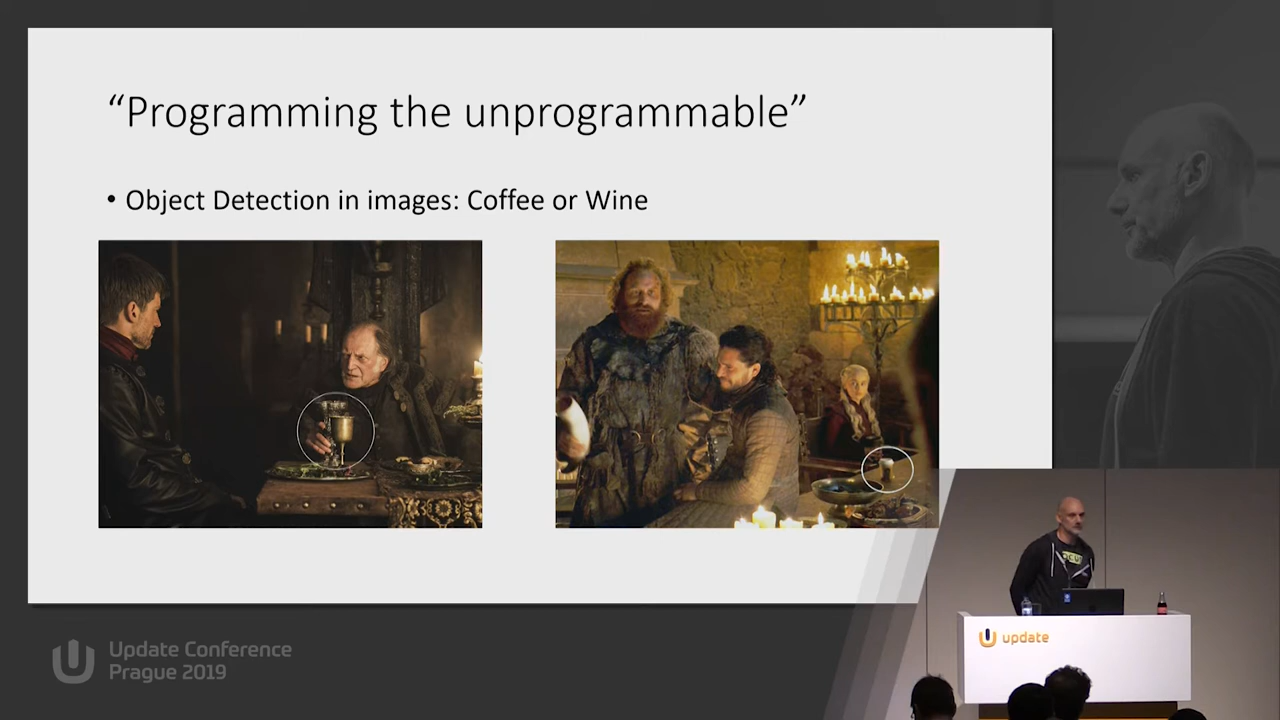 “Programming the unprogrammable”
• Object Detection in images: Coffee or Wine
update
Update Conference
Prague 2019